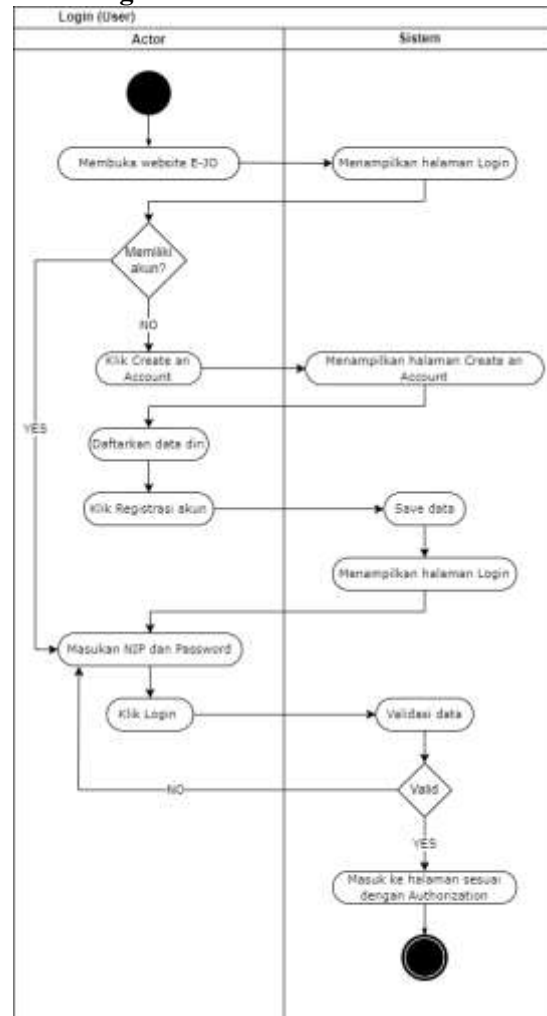 Login (User)
Actor
Sistem
Membuka website E-JO
Menampilkan halaman Login
Memiliki
akun?
NO
Klik Create an
Account
Menampilkan halaman Create an
Account
YES
Daftarkan data diri
Klik Registrasi akun
Save data
Menampilkan halaman Login
Masukan NIP dan Password
Klik Login
Validasi data
NO
Valid
YES
Masuk ke halaman sesuai
dengan Authorization